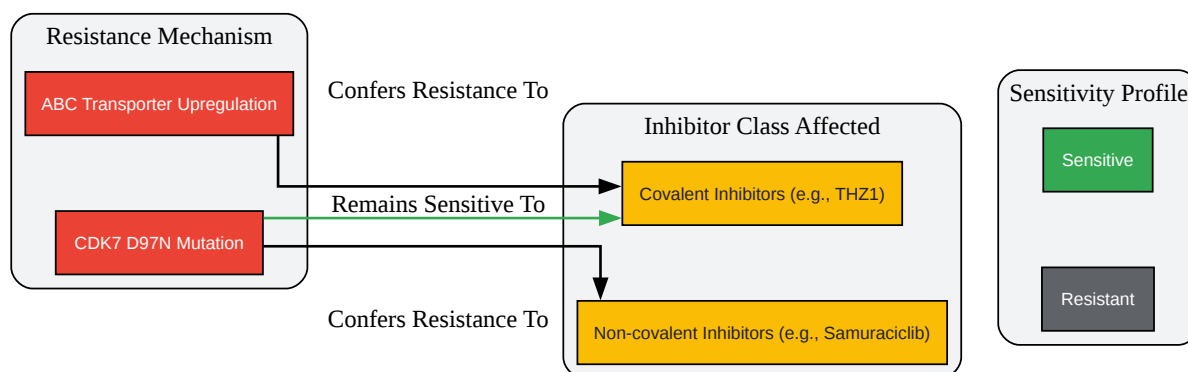 Resistance Mechanism
ABC Transporter Upregulation
CDK7 D97N Mutation
Confers Resistance To
Remains Sensitive To
Confers Resistance To
Inhibitor Class Affected
Covalent Inhibitors (e.g., THZ1)
Non-covalent Inhibitors (e.g., Samuraciclib)
Sensitivity Profile
Sensitive
Resistant